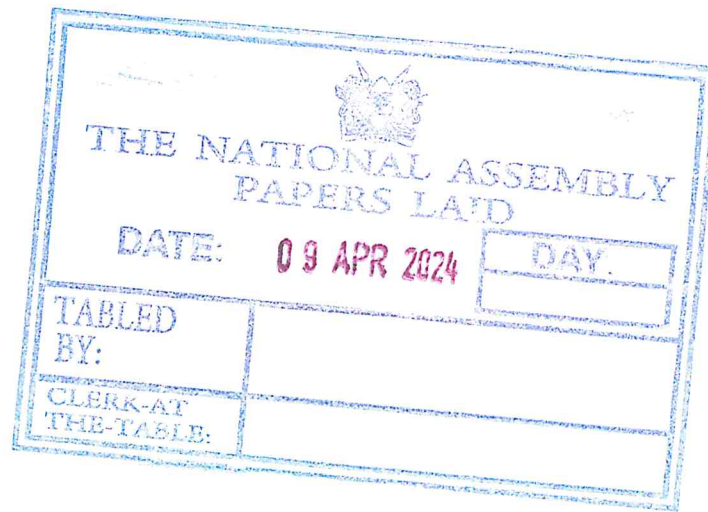 THE NATIONAL ASSEMBLY
PAPERS LAID
DATE: 09 APR 2024 DAY.
TABLED
BY:
CLERK-AT
THE-TABLE: